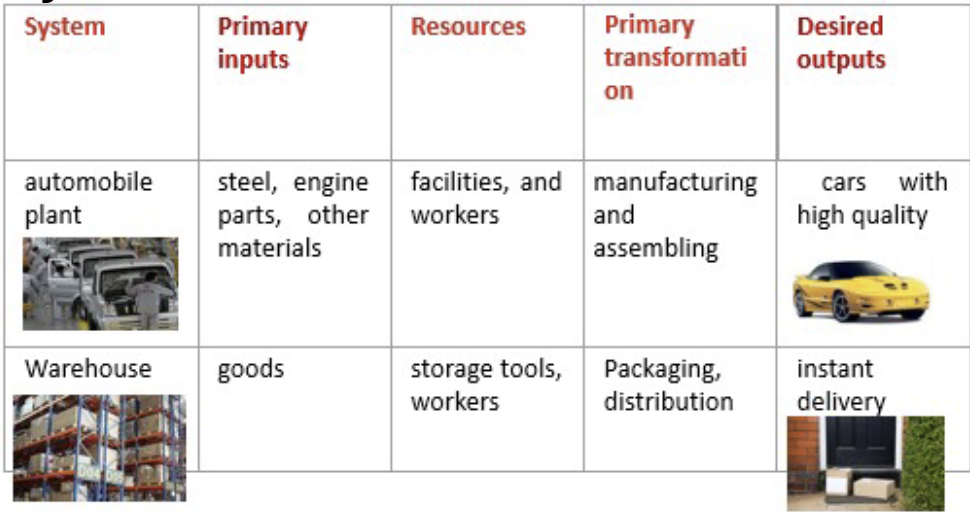 System
Primary
inputs
Resources
Primary
transformati
on
Desired
outputs
automobile
plant
steel, engine
parts, other
materials
facilities, and
workers
manufacturing
and
assembling
cars with
high quality
Warehouse
goods
storage tools,
workers
Packaging,
distribution
instant
delivery